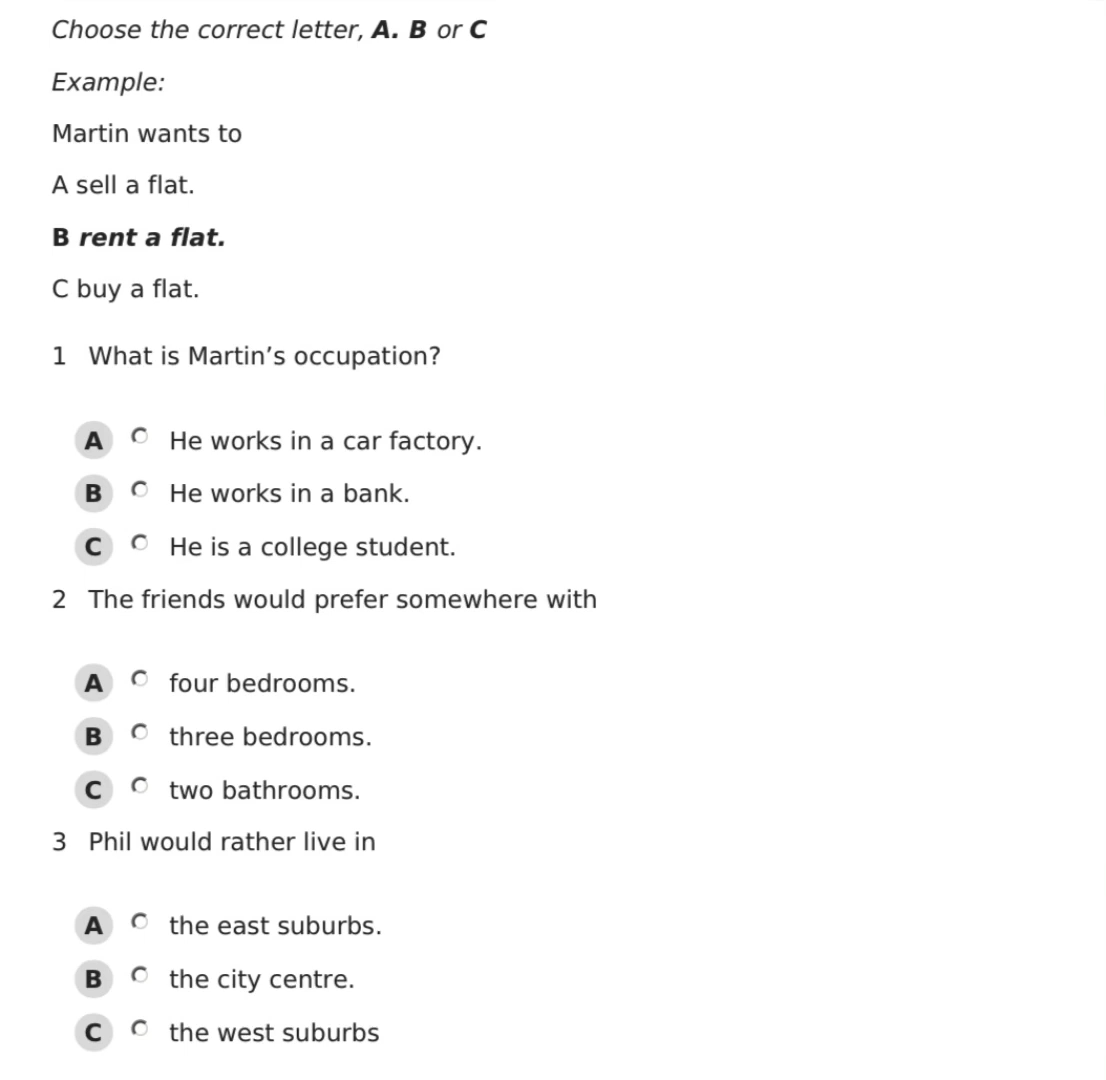 Choose the correct letter, A. B or C
Example:
Martin wants to
A sell a flat.
B rent a flat.
C buy a flat.
1 What is Martin’s occupation?
A He works in a car factory.
B He works in a bank.
C He is a college student.
2 The friends would prefer somewhere with
A four bedrooms.
B three bedrooms.
C two bathrooms.
3 Phil would rather live in
A the east suburbs.
B the city centre.
C the west suburbs